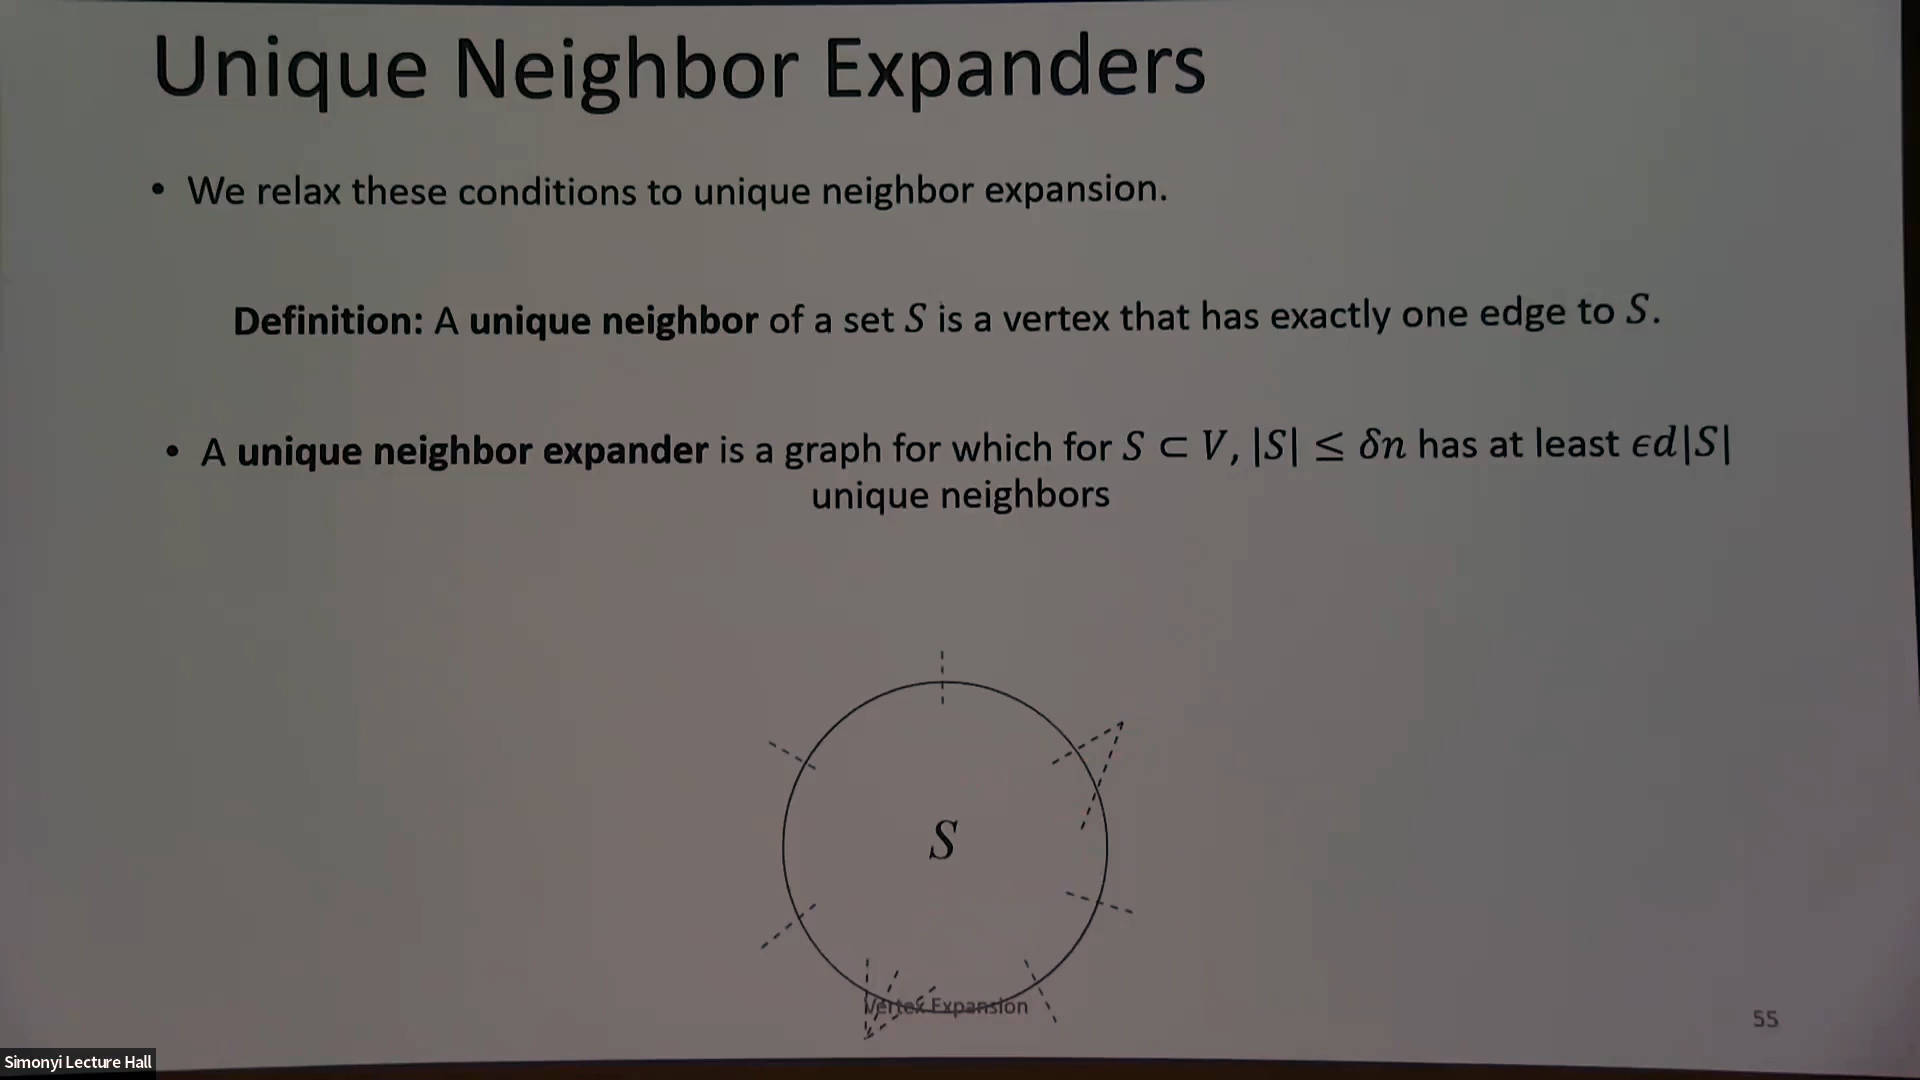 Unique Neighbor Expanders
• We relax these conditions to unique neighbor expansion.
Definition: A unique neighbor of a set S is a vertex that has exactly one edge to S.
• A unique neighbor expander is a graph for which for S ⊂ V, |S| ≤ δn has at least ϵd|S|
unique neighbors
S
Vertex Expansion
55
Simonyi Lecture Hall